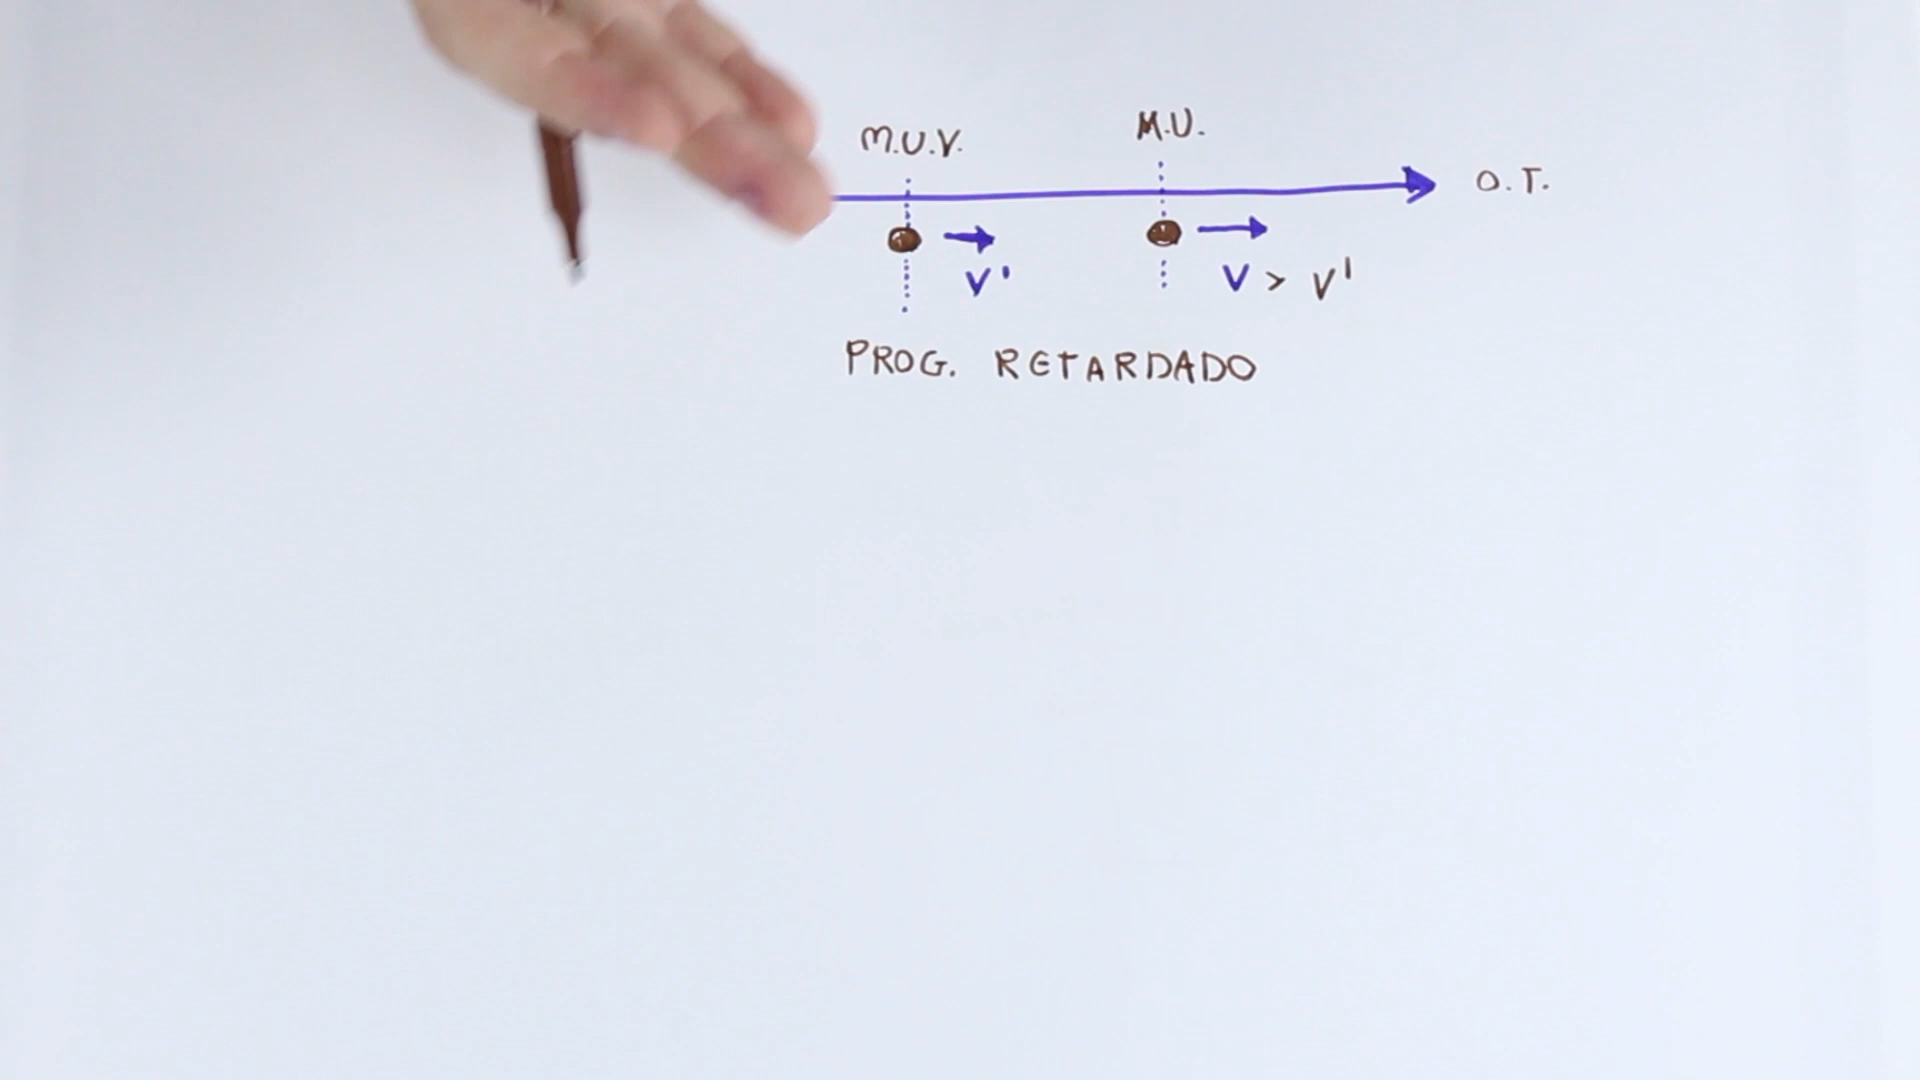 M.U.V.
M.U.
O.T.
V'
V > V'
PROG. RETARDADO